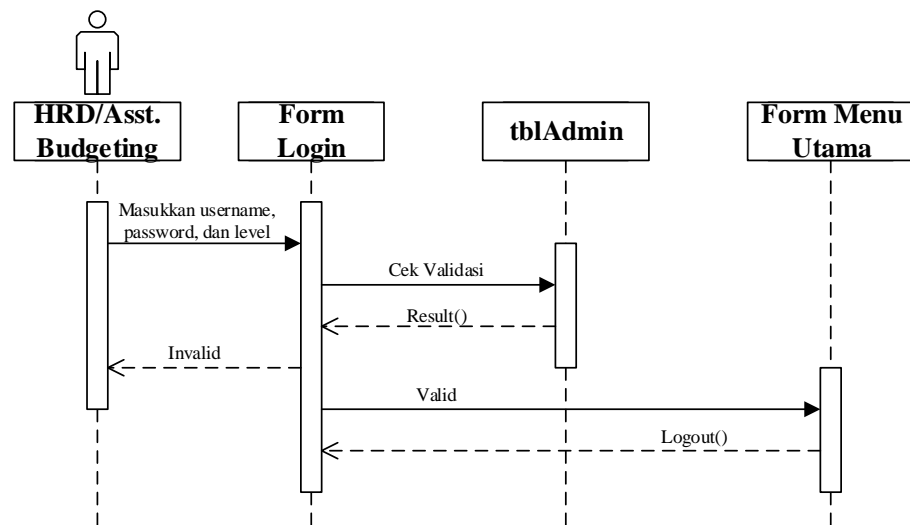 HRD/Asst.
Budgeting
Form
Login
tblAdmin
Form Menu
Utama
Masukkan username,
password, dan level
Cek Validasi
Result()
Invalid
Valid
Logout()